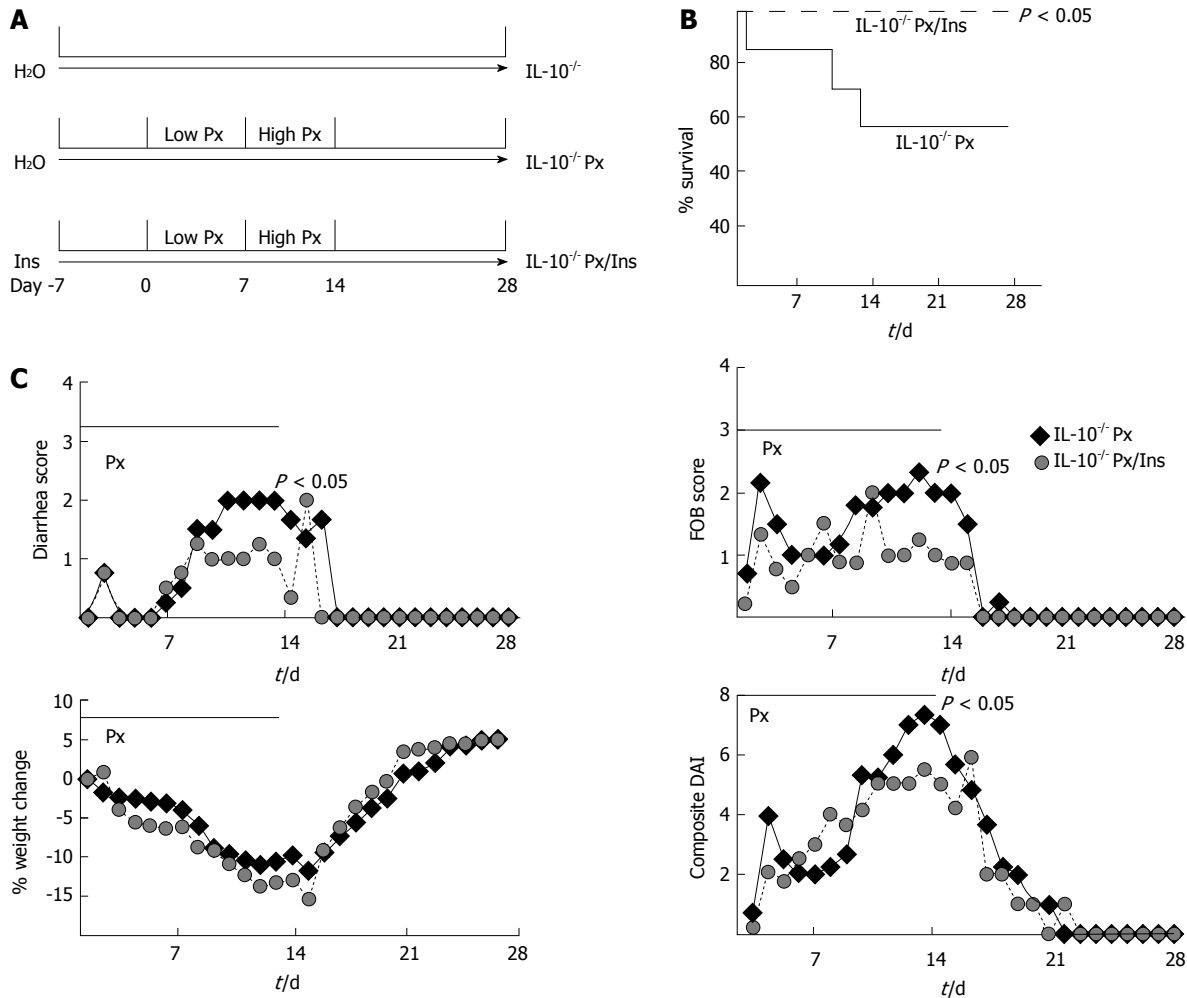 A
H₂O
IL-10⁻/⁻
Low Px High Px
H₂O
IL-10⁻/⁻ Px
Low Px High Px
Ins
IL-10⁻/⁻ Px/Ins
Day -7 0 7 14 28
B
% survival
80
60
40
40
IL-10⁻/⁻ Px/Ins
P < 0.05
IL-10⁻/⁻ Px
7 14 21 28
t/d
C
Diarrhea score
4
3
2
1
Px
P < 0.05
7 14 21 28
t/d
FOB score
4
3
2
1
Px
P < 0.05
IL-10⁻/⁻ Px
IL-10⁻/⁻ Px/Ins
7 14 21 28
t/d
% weight change
10
5
0
-5
-10
-15
Px
7 14 21 28
t/d
Composite DAI
8
6
4
2
Px
P < 0.05
7 14 21 28
t/d